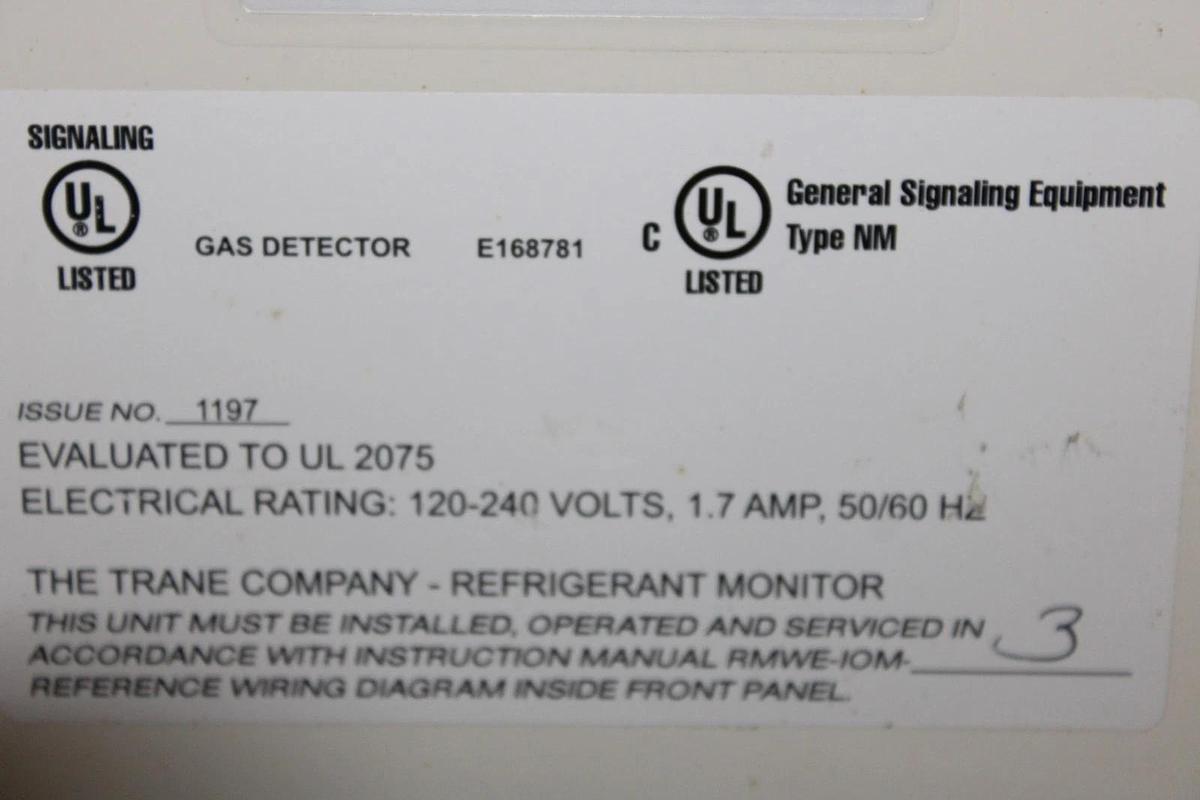 SIGNALING
UL
®
LISTED
GAS DETECTOR E168781
C UL ® LISTED
General Signaling Equipment
Type NM
ISSUE NO. 1197
EVALUATED TO UL 2075
ELECTRICAL RATING: 120-240 VOLTS, 1.7 AMP, 50/60 HZ
THE TRANE COMPANY - REFRIGERANT MONITOR
THIS UNIT MUST BE INSTALLED, OPERATED AND SERVICED IN
ACCORDANCE WITH INSTRUCTION MANUAL RMWE-IOM- 3
REFERENCE WIRING DIAGRAM INSIDE FRONT PANEL.